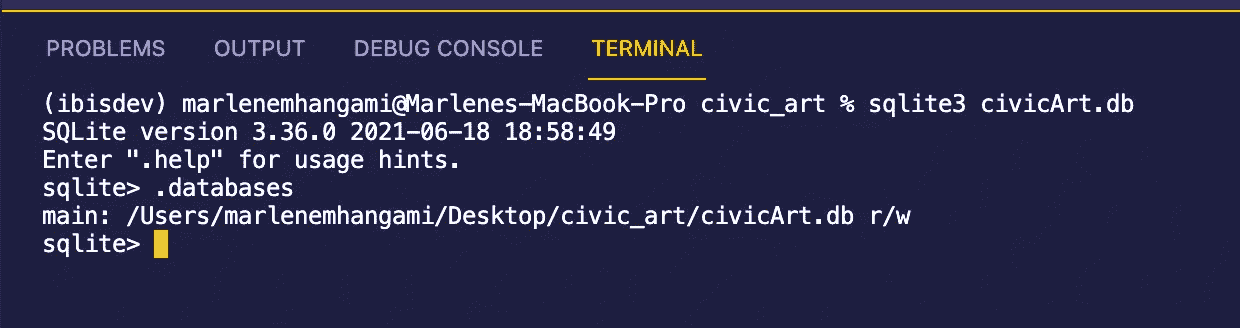 PROBLEMS OUTPUT DEBUG CONSOLE TERMINAL
(ibisdev) marlenemhangami@Marlenes-MacBook-Pro civic_art % sqlite3 civicArt.db
SQLite version 3.36.0 2021-06-18 18:58:49
Enter ".help" for usage hints.
sqlite> .databases
main: /Users/marlenemhangami/Desktop/civic_art/civicArt.db r/w
sqlite>